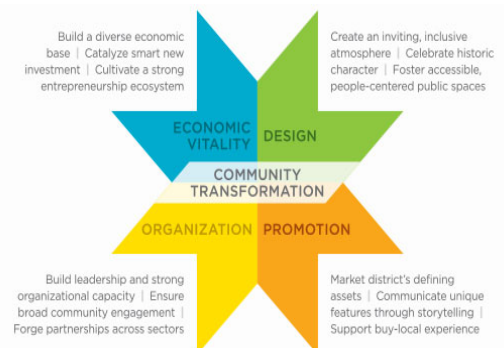 Build a diverse economic
base | Catalyze smart new
investment | Cultivate a strong
entrepreneurship ecosystem
Create an inviting, inclusive
atmosphere | Celebrate historic
character | Foster accessible,
people-centered public spaces
ECONOMIC
VITALITY
DESIGN
COMMUNITY
TRANSFORMATION
ORGANIZATION
PROMOTION
Build leadership and strong
organizational capacity | Ensure
broad community engagement |
Forge partnerships across sectors
Market district's defining
assets | Communicate unique
features through storytelling |
Support buy-local experience